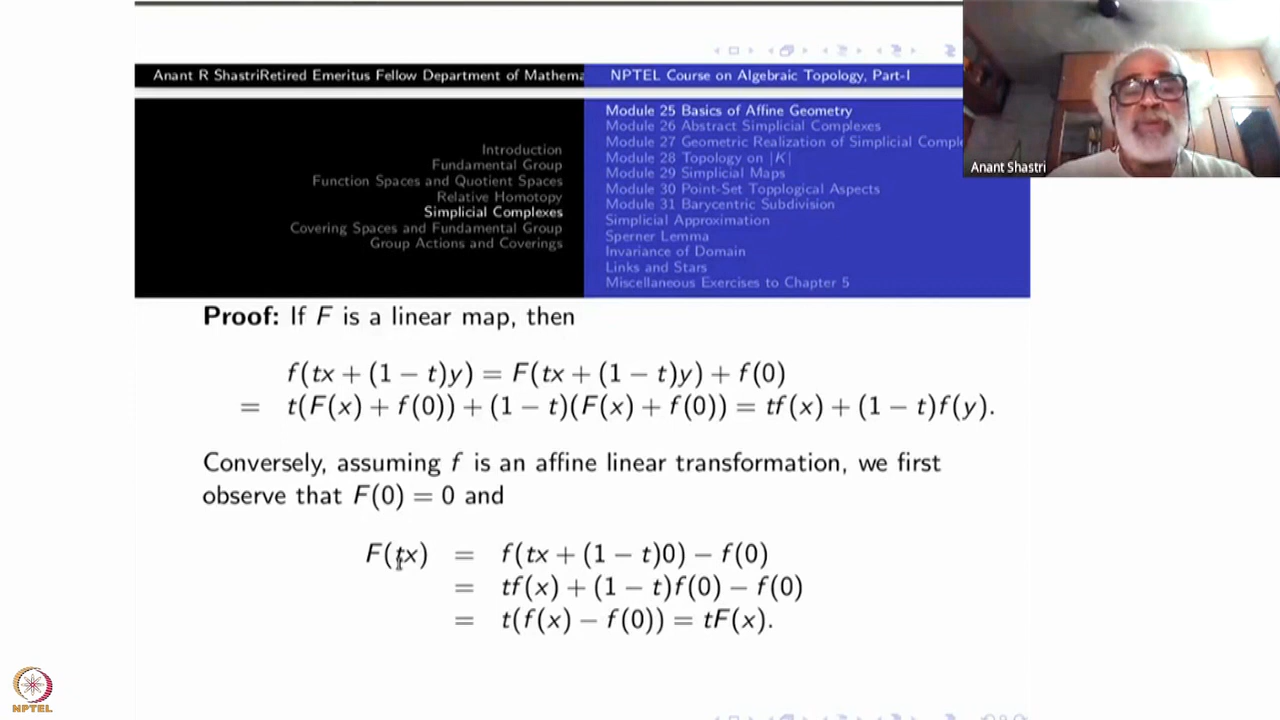 Anant R ShastriRetired Emeritus Fellow Department of Mathema
NPTEL Course on Algebraic Topology, Part-I
Introduction
Fundamental Group
Function Spaces and Quotient Spaces
Relative Homotopy
Simplicial Complexes
Covering Spaces and Fundamental Group
Group Actions and Coverings
Module 25 Basics of Affine Geometry
Module 26 Abstract Simplicial Complexes
Module 27 Geometric Realization of Simplicial Comple
Module 28 Topology on |K|
Module 29 Simplicial Maps
Module 30 Point-Set Topplogical Aspects
Module 31 Barycentric Subdivision
Simplicial Approximation
Sperner Lemma
Invariance of Domain
Links and Stars
Miscellaneous Exercises to Chapter 5
Anant Shastri
Proof: If F is a linear map, then
f(tx + (1 − t)y) = F(tx + (1 − t)y) + f(0)
= t(F(x) + f(0)) + (1 − t)(F(x) + f(0)) = tf(x) + (1 − t)f(y).
Conversely, assuming f is an affine linear transformation, we first
observe that F(0) = 0 and
F(tx) = f(tx + (1 − t)0) − f(0)
= tf(x) + (1 − t)f(0) − f(0)
= t(f(x) − f(0)) = tF(x).
NPTEL